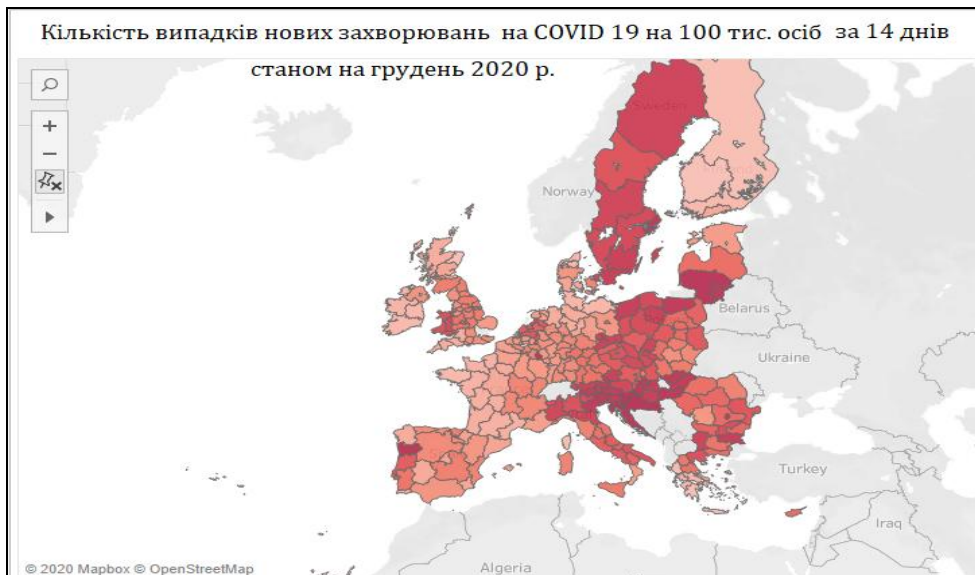 Кількість випадків нових захворювань на COVID 19 на 100 тис. осіб за 14 днів
станом на грудень 2020 р.
Sweden
Norway
Belarus
Ukraine
Turkey
Iraq
Algeria
© 2020 Mapbox © OpenStreetMap